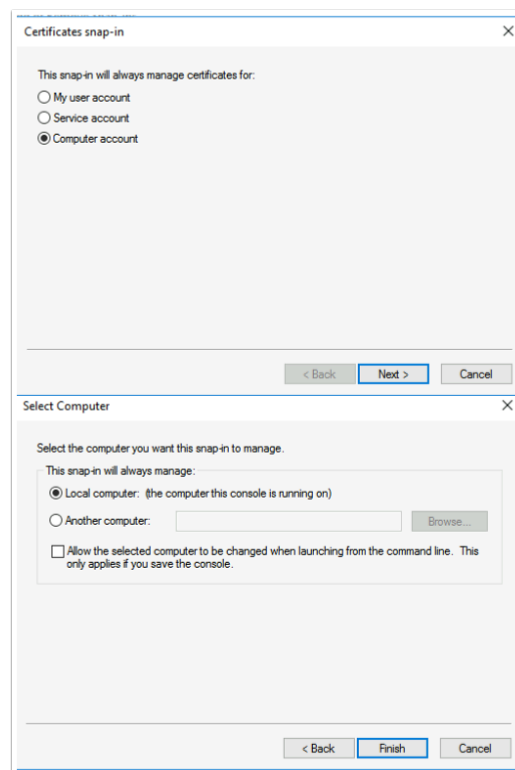 Certificates snap-in
This snap-in will always manage certificates for:
My user account
Service account
Computer account
< Back Next > Cancel
Select Computer
Select the computer you want this snap-in to manage.
This snap-in will always manage:
Local computer: (the computer this console is running on)
Another computer: Browse...
Allow the selected computer to be changed when launching from the command line. This
only applies if you save the console.
< Back Finish Cancel